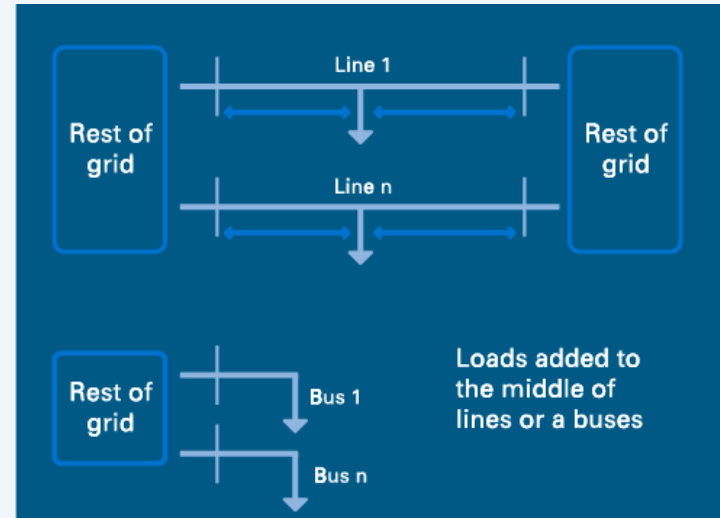 Line 1
Rest of
grid
Rest of
grid
Line n
Rest of
grid
Bus 1
Bus n
Loads added to
the middle of
lines or a buses